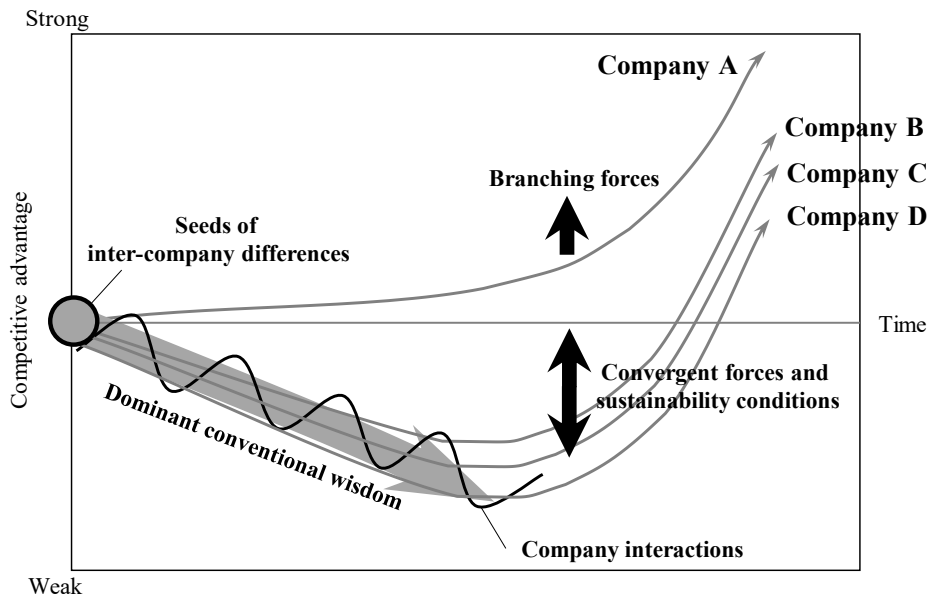 Strong
Company A
Company B
Branching forces
Company C
Company D
Seeds of
inter-company differences
Competitive advantage
Time
Convergent forces and
sustainability conditions
Dominant conventional wisdom
Company interactions
Weak